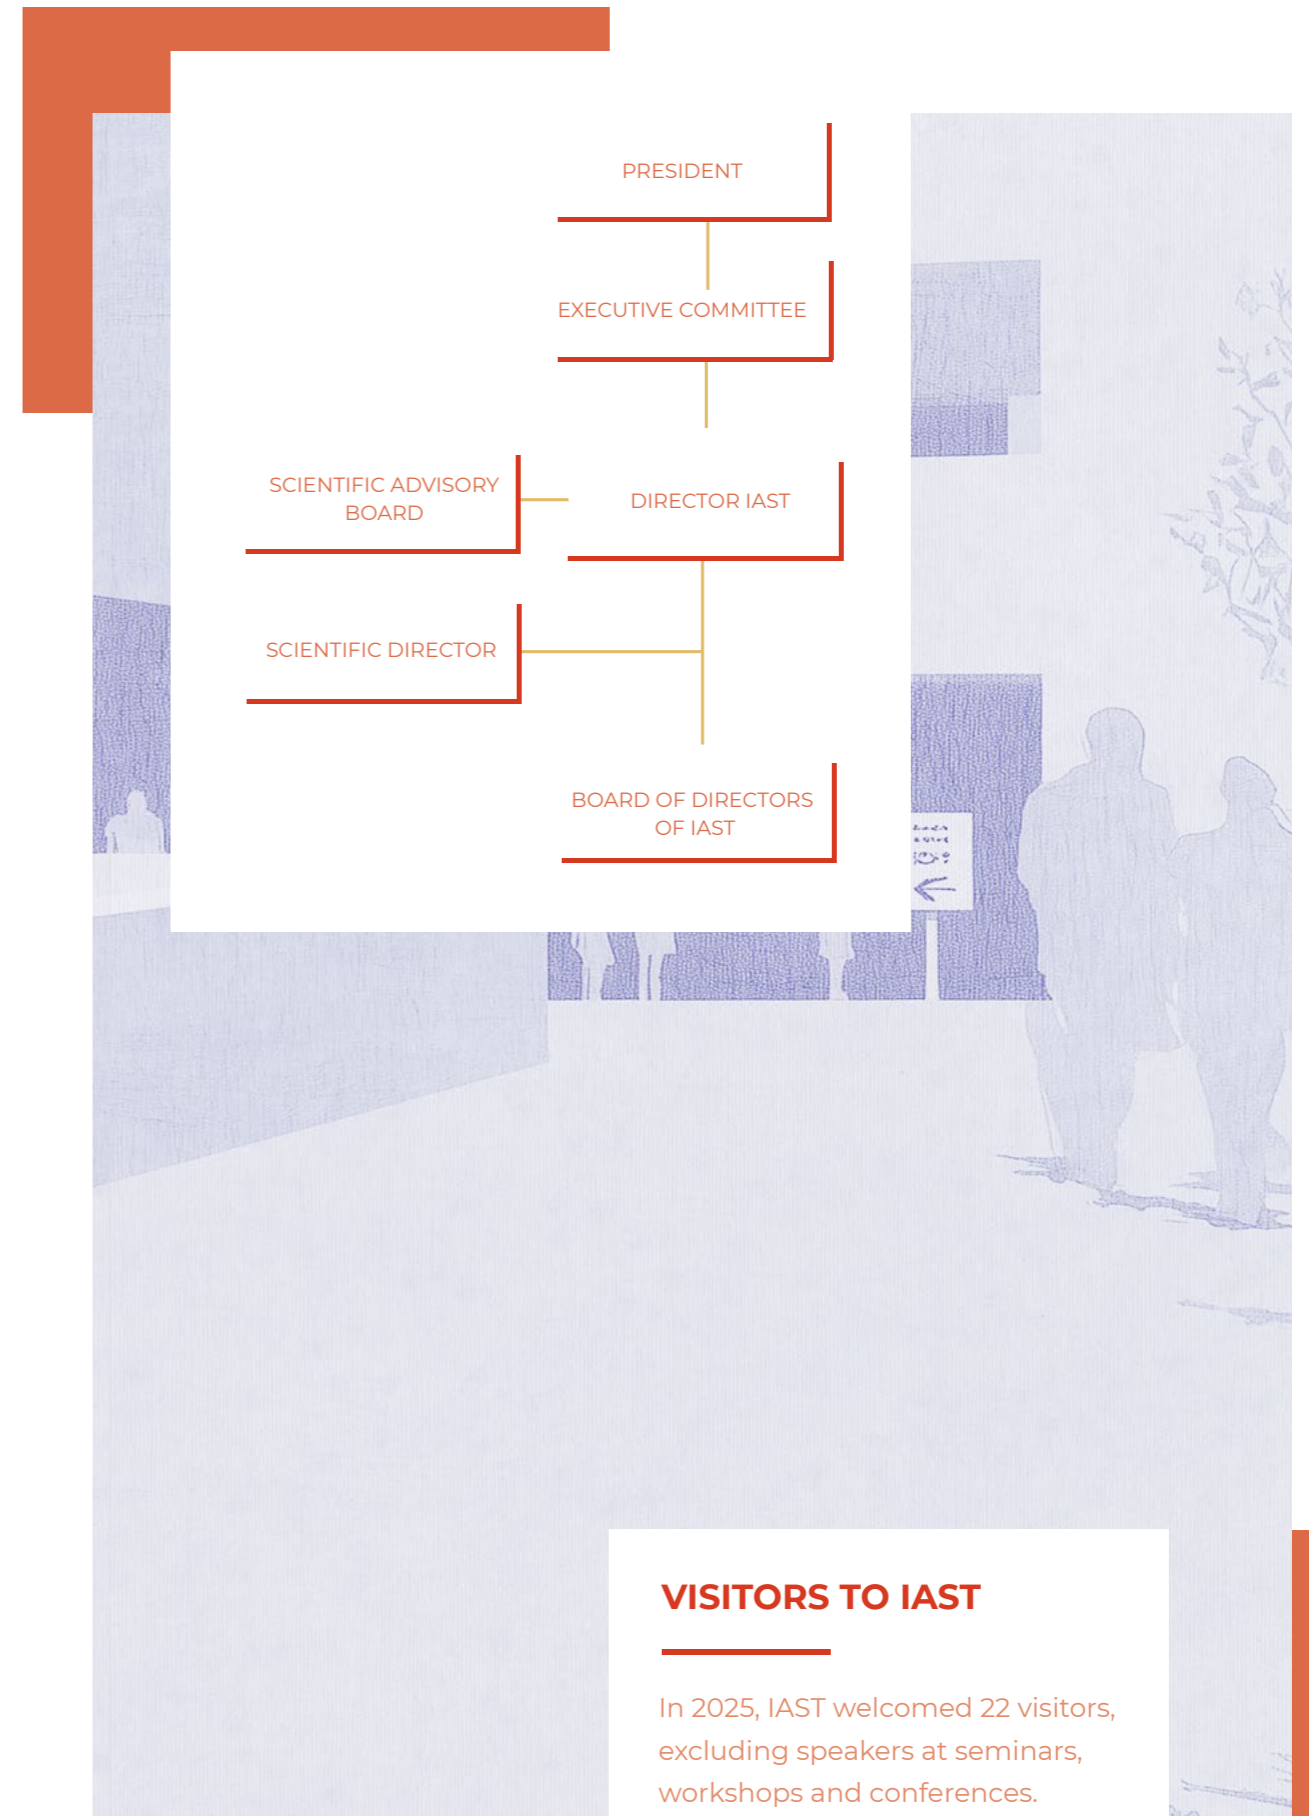 PRESIDENT
EXECUTIVE COMMITTEE
SCIENTIFIC ADVISORY
BOARD
DIRECTOR IAST
SCIENTIFIC DIRECTOR
BOARD OF DIRECTORS
OF IAST
VISITORS TO IAST
In 2025, IAST welcomed 22 visitors,
excluding speakers at seminars,
workshops and conferences.